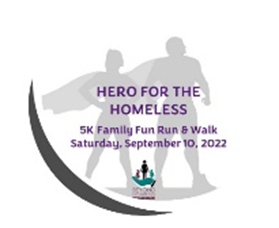 HERO FOR THE
HOMELESS
5K Family Fun Run & Walk
Saturday, September 10, 2022